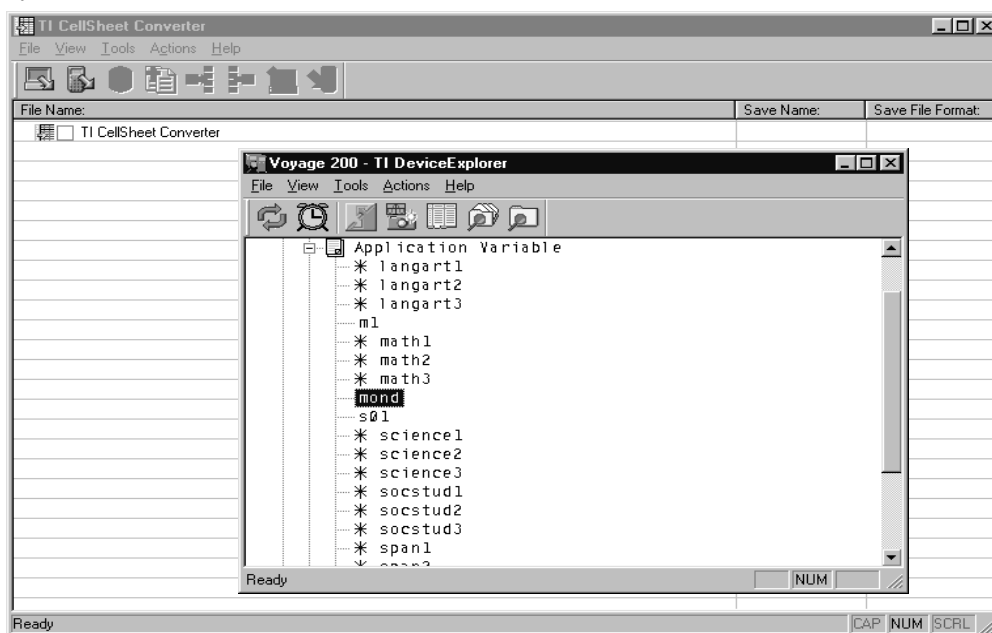 TI CellSheet Converter
File View Tools Actions Help
File Name: Save Name: Save File Format:
TI CellSheet Converter
Voyage 200 - TI DeviceExplorer
File View Tools Actions Help
Application Variable
langart1
langart2
langart3
m1
math1
math2
math3
mond
s01
science1
science2
science3
socstud1
socstud2
socstud3
span1
Ready NUM
Ready CAP NUM SCRL